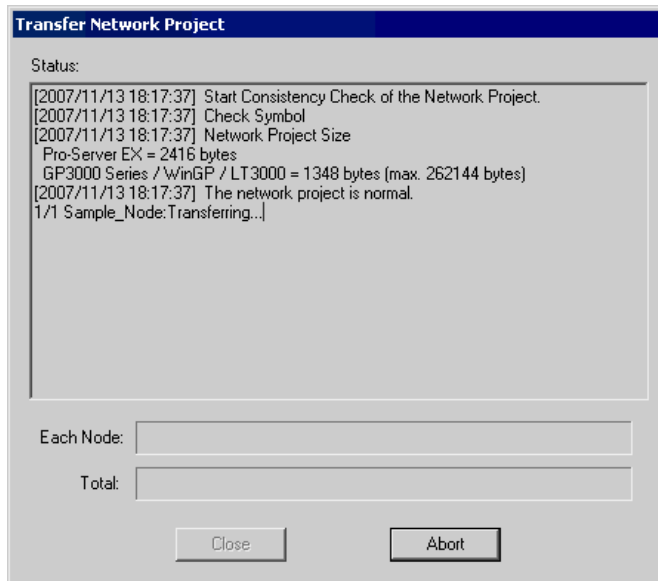 Transfer Network Project
Status:
[2007/11/13 18:17:37] Start Consistency Check of the Network Project.
[2007/11/13 18:17:37] Check Symbol
[2007/11/13 18:17:37] Network Project Size
Pro-Server EX = 2416 bytes
GP3000 Series / WinGP / LT3000 = 1348 bytes (max. 262144 bytes)
[2007/11/13 18:17:37] The network project is normal.
1/1 Sample_Node:Transferring...
Each Node:
Total:
Close Abort